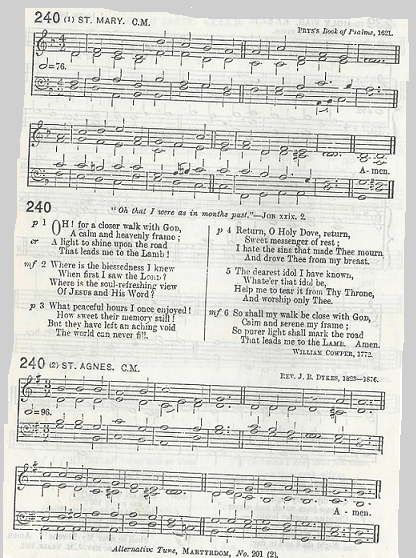 240 (1) ST. MARY. C.M.
PRYS'S Book of Psalms, 1621.
=76.
A- men.
240
"Oh that I were as in months past."—JOB xxix. 2.
p 1 OH! for a closer walk with GOD,
A calm and heavenly frame;
cr A light to shine upon the road
That leads me to the Lamb!
mf 2 Where is the blessedness I knew
When first I saw the LORD?
Where is the soul-refreshing view
Of JESUS and His Word?
p 3 What peaceful hours I once enjoyed!
How sweet their memory still!
But they have left an aching void
The world can never fill.
p 4 Return, O Holy Dove, return,
Sweet messenger of rest;
I hate the sins that made Thee mourn
And drove Thee from my breast.
5 The dearest idol I have known,
Whate'er that idol be,
Help me to tear it from Thy Throne,
And worship only Thee.
mf 6 So shall my walk be close with GOD,
Calm and serene my frame;
So purer light shall mark the road
That leads me to the LAMB. Amen.
WILLIAM COWPER, 1772.
240 (2) ST. AGNES. C.M.
REV. J. B. DYKES, 1823—1876.
=96.
A - men.
Alternative Tune, MARTYRDOM, No. 201 (2).